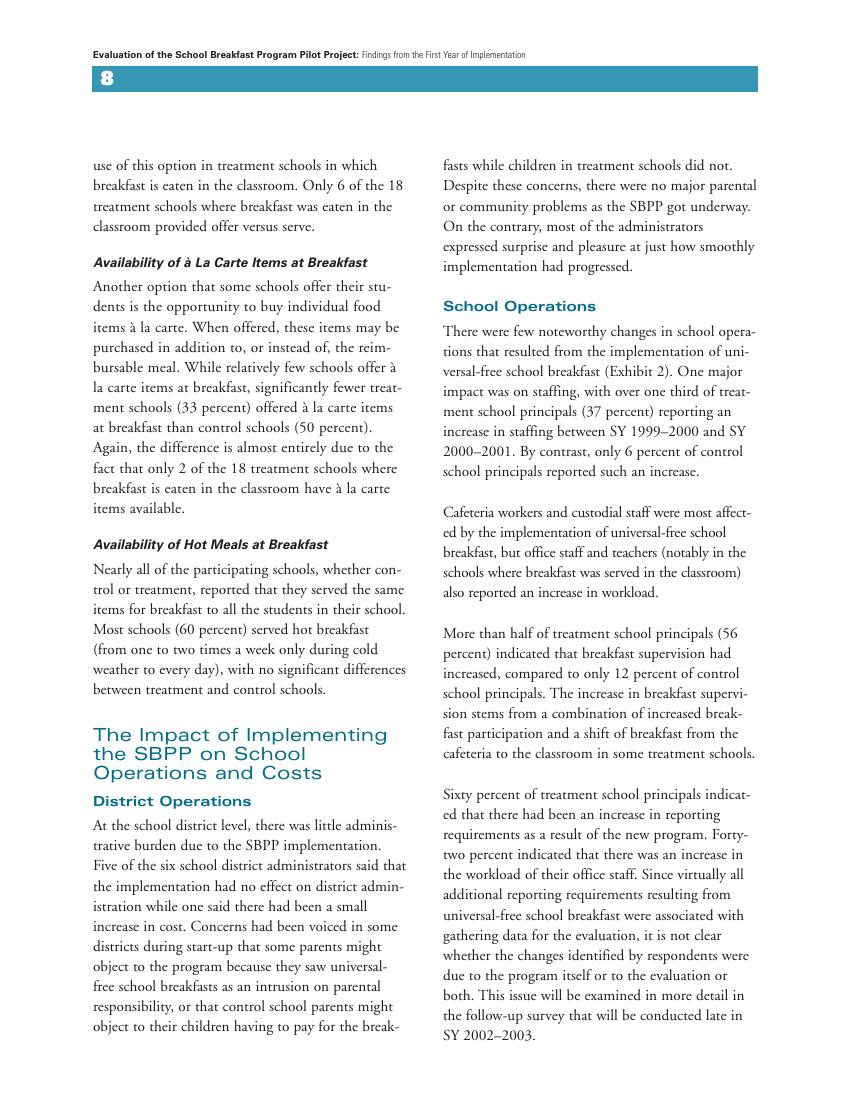 Evaluation of the School Breakfast Program Pilot Project: Findings from the First Year of Implementation
8
use of this option in treatment schools in which
breakfast is eaten in the classroom. Only 6 of the 18
treatment schools where breakfast was eaten in the
classroom provided offer versus serve.
Availability of à La Carte Items at Breakfast
Another option that some schools offer their stu-
dents is the opportunity to buy individual food
items à la carte. When offered, these items may be
purchased in addition to, or instead of, the reim-
bursable meal. While relatively few schools offer à
la carte items at breakfast, significantly fewer treat-
ment schools (33 percent) offered à la carte items
at breakfast than control schools (50 percent).
Again, the difference is almost entirely due to the
fact that only 2 of the 18 treatment schools where
breakfast is eaten in the classroom have à la carte
items available.
Availability of Hot Meals at Breakfast
Nearly all of the participating schools, whether con-
trol or treatment, reported that they served the same
items for breakfast to all the students in their school.
Most schools (60 percent) served hot breakfast
(from one to two times a week only during cold
weather to every day), with no significant differences
between treatment and control schools.
The Impact of Implementing
the SBPP on School
Operations and Costs
District Operations
At the school district level, there was little adminis-
trative burden due to the SBPP implementation.
Five of the six school district administrators said that
the implementation had no effect on district admin-
istration while one said there had been a small
increase in cost. Concerns had been voiced in some
districts during start-up that some parents might
object to the program because they saw universal-
free school breakfasts as an intrusion on parental
responsibility, or that control school parents might
object to their children having to pay for the break-
fasts while children in treatment schools did not.
Despite these concerns, there were no major parental
or community problems as the SBPP got underway.
On the contrary, most of the administrators
expressed surprise and pleasure at just how smoothly
implementation had progressed.
School Operations
There were few noteworthy changes in school opera-
tions that resulted from the implementation of uni-
versal-free school breakfast (Exhibit 2). One major
impact was on staffing, with over one third of treat-
ment school principals (37 percent) reporting an
increase in staffing between SY 1999–2000 and SY
2000–2001. By contrast, only 6 percent of control
school principals reported such an increase.
Cafeteria workers and custodial staff were most affect-
ed by the implementation of universal-free school
breakfast, but office staff and teachers (notably in the
schools where breakfast was served in the classroom)
also reported an increase in workload.
More than half of treatment school principals (56
percent) indicated that breakfast supervision had
increased, compared to only 12 percent of control
school principals. The increase in breakfast supervi-
sion stems from a combination of increased break-
fast participation and a shift of breakfast from the
cafeteria to the classroom in some treatment schools.
Sixty percent of treatment school principals indicat-
ed that there had been an increase in reporting
requirements as a result of the new program. Forty-
two percent indicated that there was an increase in
the workload of their office staff. Since virtually all
additional reporting requirements resulting from
universal-free school breakfast were associated with
gathering data for the evaluation, it is not clear
whether the changes identified by respondents were
due to the program itself or to the evaluation or
both. This issue will be examined in more detail in
the follow-up survey that will be conducted late in
SY 2002–2003.